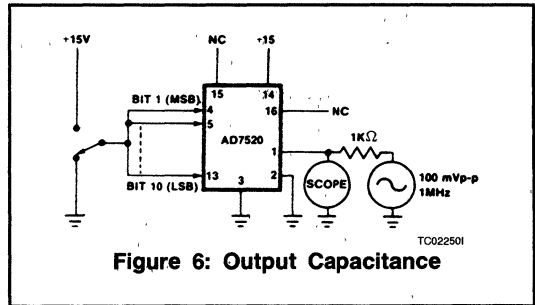 +15V
NC
+15
BIT 1 (MSB)
15
14
4
16
NC
5
AD7520
1KΩ
1
13
2
SCOPE
100 mVp-p
1MHz
BIT 10 (LSB)
3
TC02250I
Figure 6: Output Capacitance